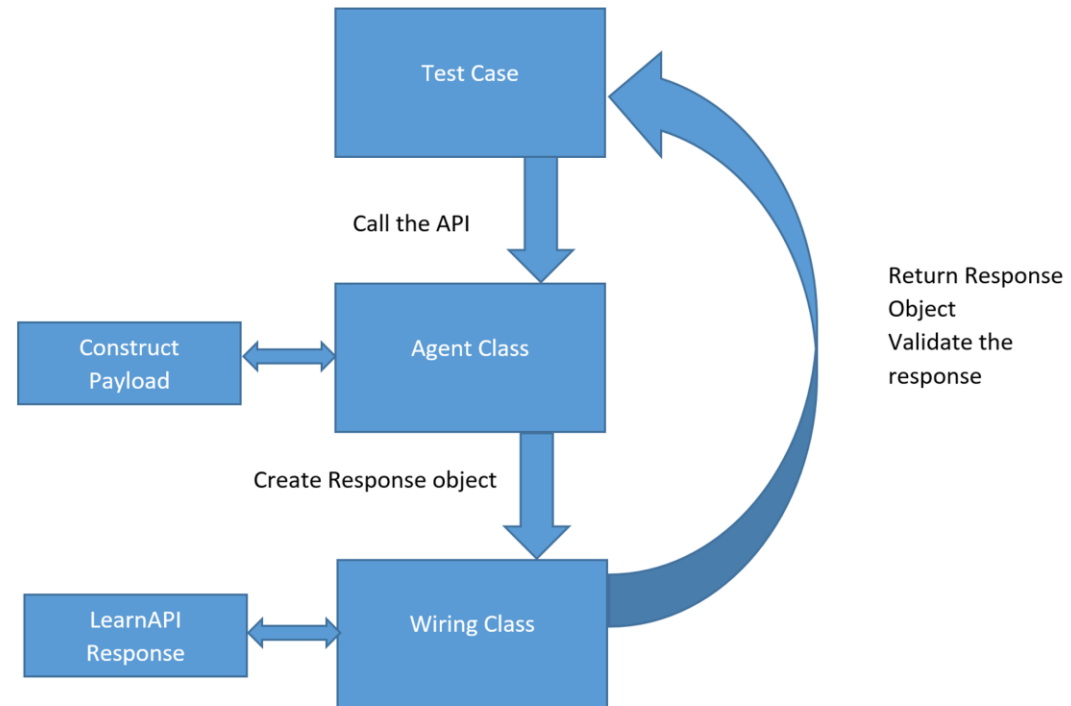 Test Case
Call the API
Agent Class
Construct
Payload
Return Response
Object
Validate the
response
Create Response object
Wiring Class
LearnAPI
Response